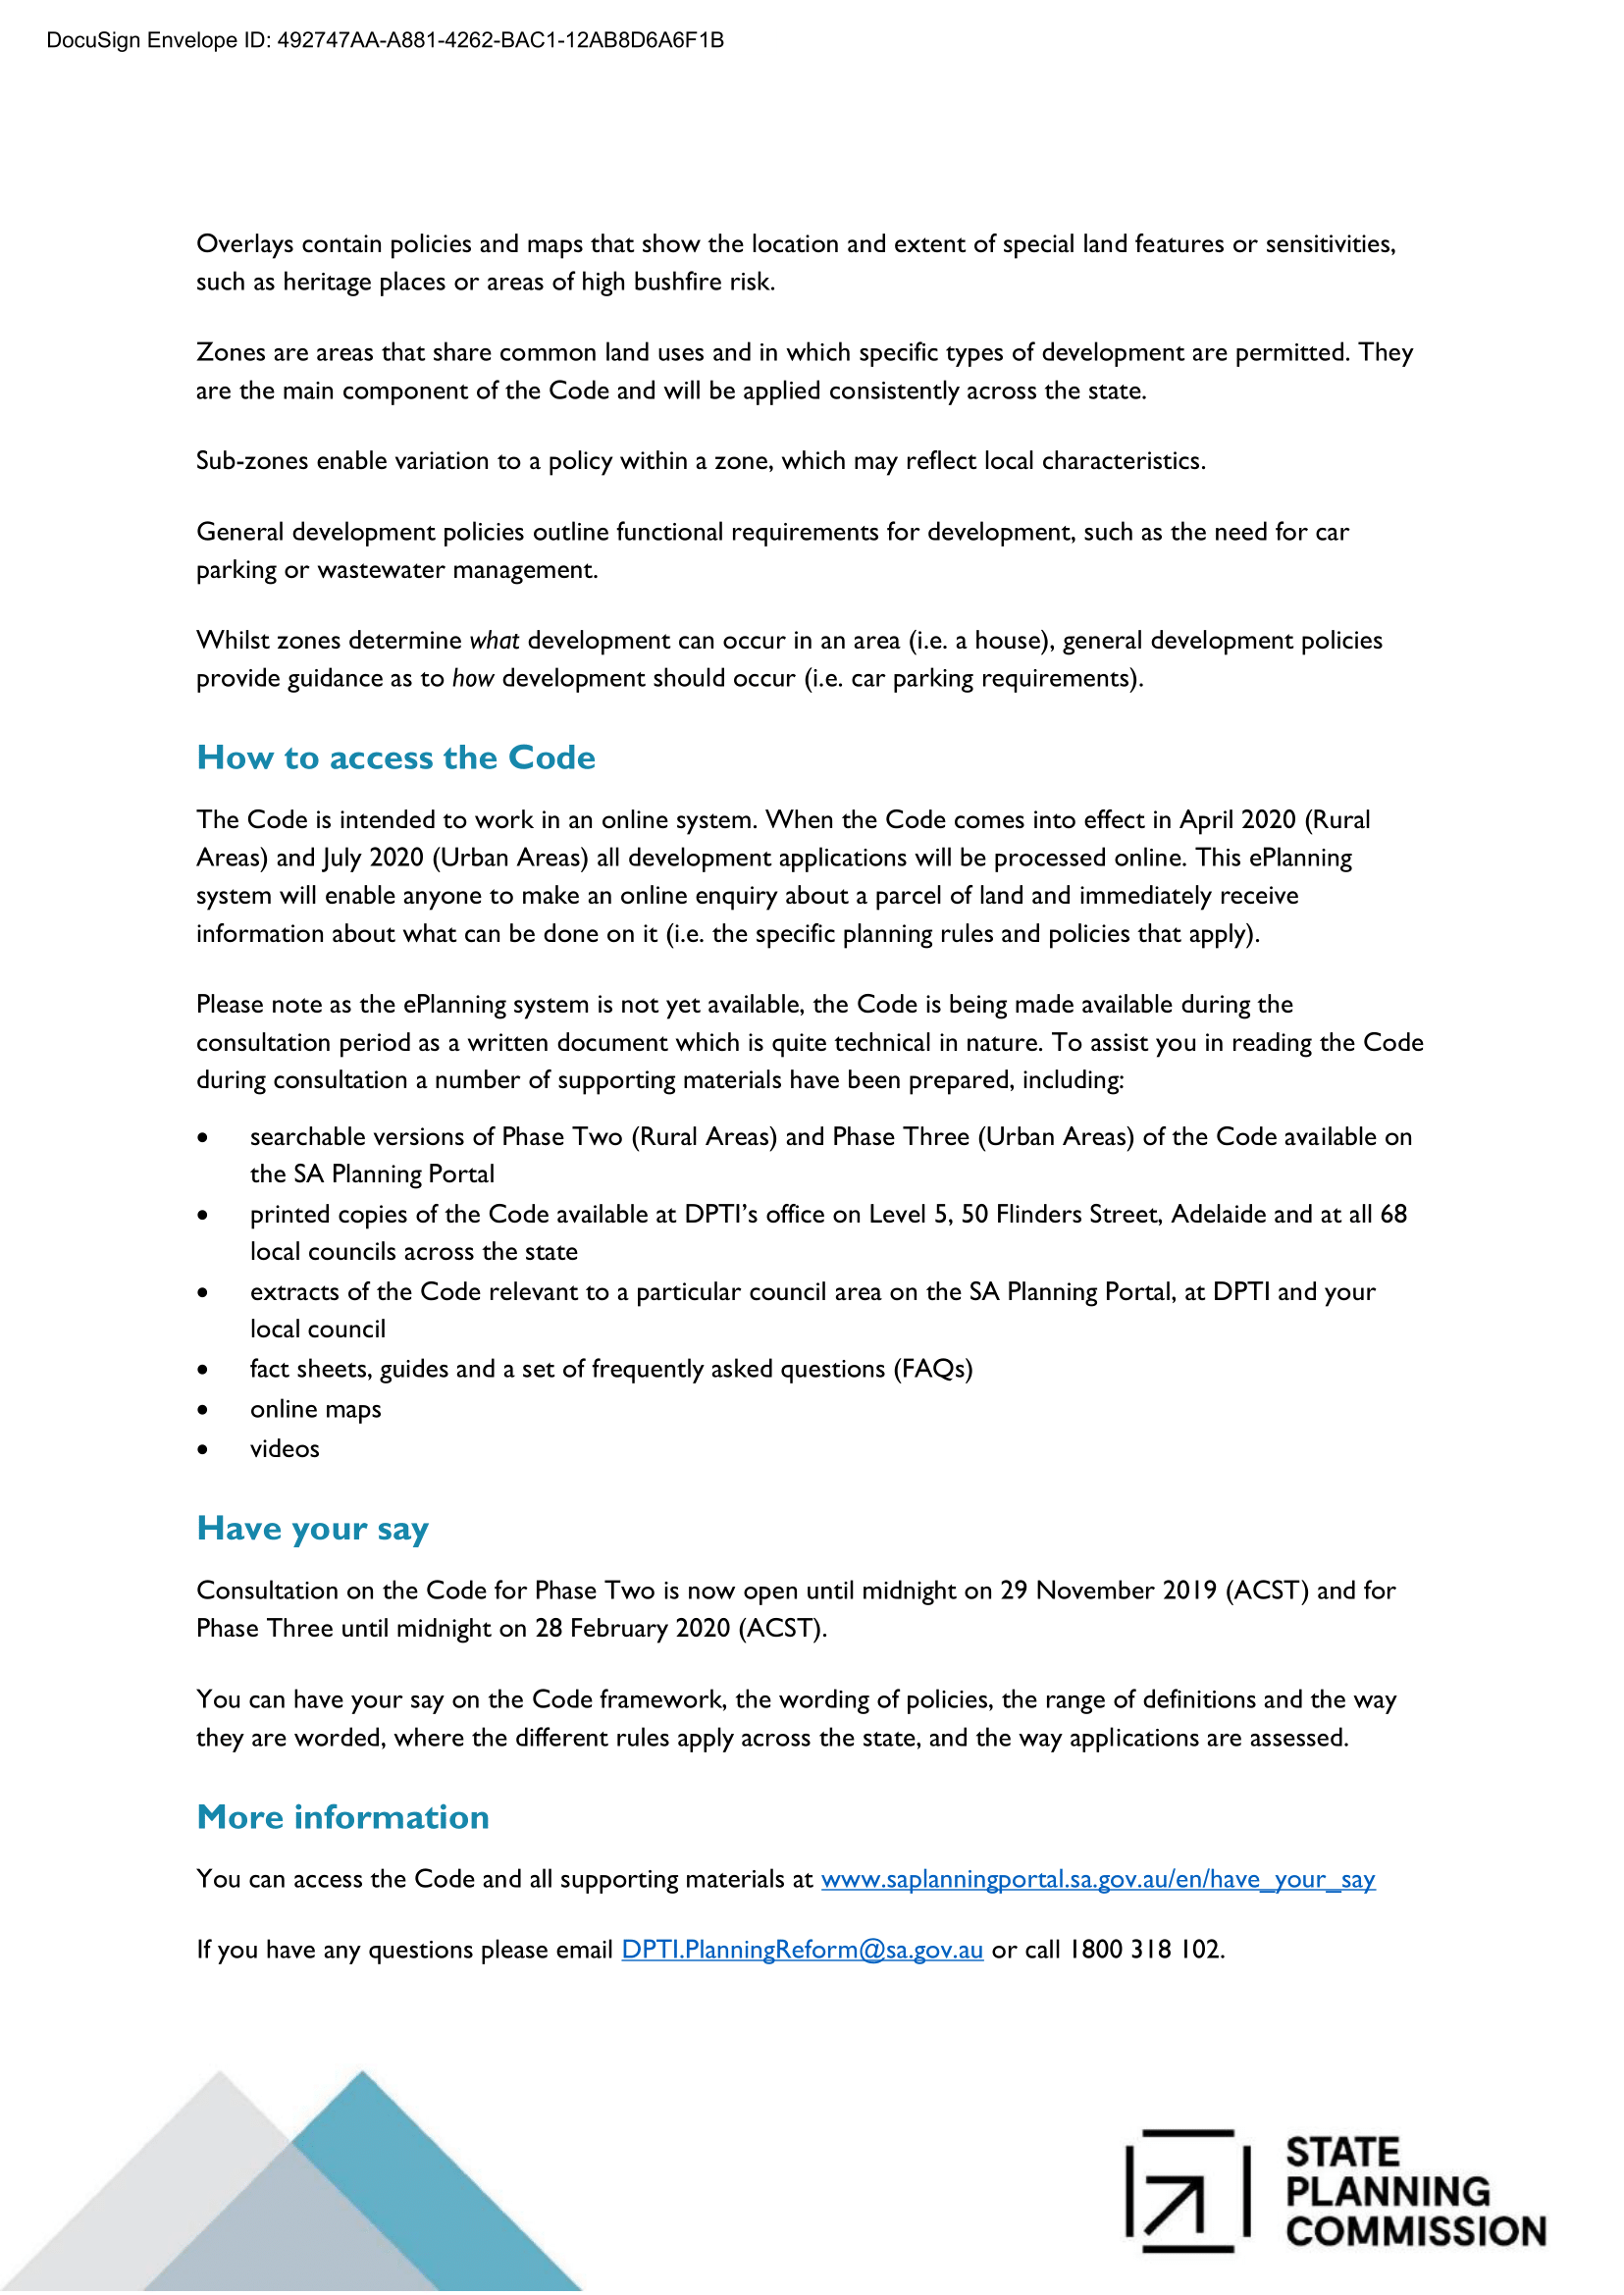 DocuSign Envelope ID: 492747AA-A881-4262-BAC1-12AB8D6A6F1B
Overlays contain policies and maps that show the location and extent of special land features or sensitivities,
such as heritage places or areas of high bushfire risk.
Zones are areas that share common land uses and in which specific types of development are permitted. They
are the main component of the Code and will be applied consistently across the state.
Sub-zones enable variation to a policy within a zone, which may reflect local characteristics.
General development policies outline functional requirements for development, such as the need for car
parking or wastewater management.
Whilst zones determine what development can occur in an area (i.e. a house), general development policies
provide guidance as to how development should occur (i.e. car parking requirements).
How to access the Code
The Code is intended to work in an online system. When the Code comes into effect in April 2020 (Rural
Areas) and July 2020 (Urban Areas) all development applications will be processed online. This ePlanning
system will enable anyone to make an online enquiry about a parcel of land and immediately receive
information about what can be done on it (i.e. the specific planning rules and policies that apply).
Please note as the ePlanning system is not yet available, the Code is being made available during the
consultation period as a written document which is quite technical in nature. To assist you in reading the Code
during consultation a number of supporting materials have been prepared, including:
• searchable versions of Phase Two (Rural Areas) and Phase Three (Urban Areas) of the Code available on
the SA Planning Portal
• printed copies of the Code available at DPTI’s office on Level 5, 50 Flinders Street, Adelaide and at all 68
local councils across the state
• extracts of the Code relevant to a particular council area on the SA Planning Portal, at DPTI and your
local council
• fact sheets, guides and a set of frequently asked questions (FAQs)
• online maps
• videos
Have your say
Consultation on the Code for Phase Two is now open until midnight on 29 November 2019 (ACST) and for
Phase Three until midnight on 28 February 2020 (ACST).
You can have your say on the Code framework, the wording of policies, the range of definitions and the way
they are worded, where the different rules apply across the state, and the way applications are assessed.
More information
You can access the Code and all supporting materials at www.saplanningportal.sa.gov.au/en/have_your_say
If you have any questions please email DPTI.PlanningReform@sa.gov.au or call 1800 318 102.
STATE
PLANNING
COMMISSION